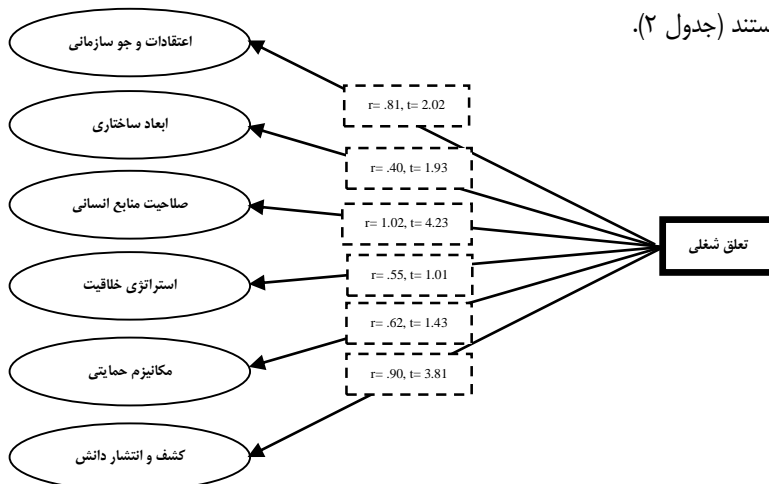 ستند (جدول ۲).
اعتقادات و جو سازمانی
r= .81, t= 2.02
ابعاد ساختاری
r= .40, t= 1.93
صلاحیت منابع انسانی
r= 1.02, t= 4.23
تعلق شغلی
استراتژی خلاقیت
r= .55, t= 1.01
مکانیزم حمایتی
r= .62, t= 1.43
r= .90, t= 3.81
کشف و انتشار دانش